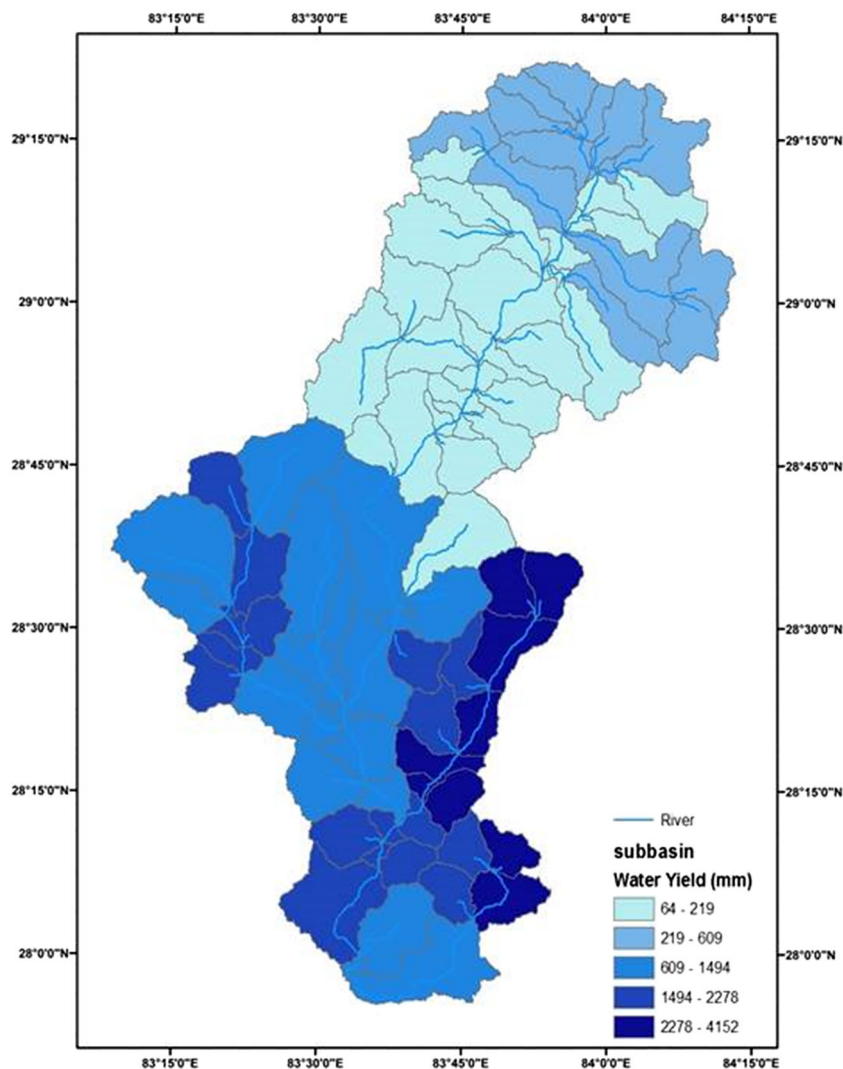 83°15'0"E 83°30'0"E 83°45'0"E 84°0'0"E 84°15'0"E
29°15'0"N 29°15'0"N
29°0'0"N 29°0'0"N
28°45'0"N 28°45'0"N
28°30'0"N 28°30'0"N
28°15'0"N 28°15'0"N
River
subbasin
Water Yield (mm)
64 - 219
219 - 609
28°0'0"N 28°0'0"N
609 - 1494
1494 - 2278
2278 - 4152
83°15'0"E 83°30'0"E 83°45'0"E 84°0'0"E 84°15'0"E